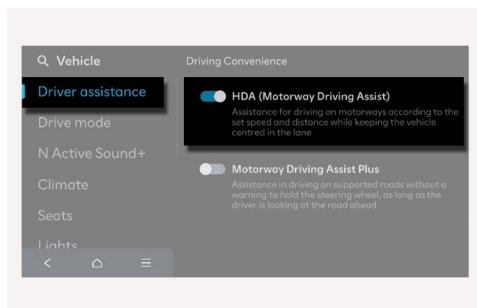 Vehicle
Driving Convenience
Driver assistance
Drive mode
N Active Sound+
Climate
Seats
Lights
HDA (Motorway Driving Assist)
Assistance for driving on motorways according to the
set speed and distance while keeping the vehicle
centred in the lane
Motorway Driving Assist Plus
Assistance in driving on supported roads without a
warning to hold the steering wheel, as long as the
driver is looking at the road ahead